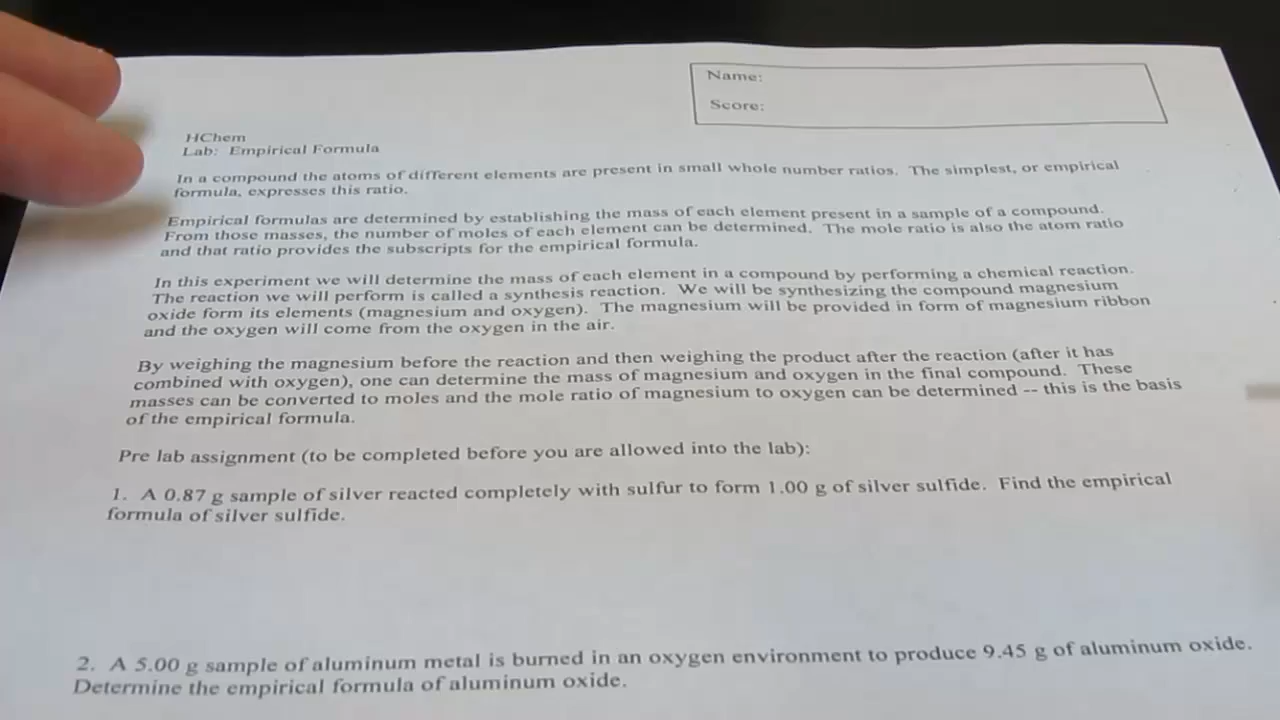 Name:
Score:
HChem
Lab: Empirical Formula
In a compound the atoms of different elements are present in small whole number ratios. The simplest, or empirical
formula, expresses this ratio.
Empirical formulas are determined by establishing the mass of each element present in a sample of a compound.
From those masses, the number of moles of each element can be determined. The mole ratio is also the atom ratio
and that ratio provides the subscripts for the empirical formula.
In this experiment we will determine the mass of each element in a compound by performing a chemical reaction.
The reaction we will perform is called a synthesis reaction. We will be synthesizing the compound magnesium
oxide form its elements (magnesium and oxygen). The magnesium will be provided in form of magnesium ribbon
and the oxygen will come from the oxygen in the air.
By weighing the magnesium before the reaction and then weighing the product after the reaction (after it has
combined with oxygen), one can determine the mass of magnesium and oxygen in the final compound. These
masses can be converted to moles and the mole ratio of magnesium to oxygen can be determined -- this is the basis
of the empirical formula.
Pre lab assignment (to be completed before you are allowed into the lab):
1. A 0.87 g sample of silver reacted completely with sulfur to form 1.00 g of silver sulfide. Find the empirical
formula of silver sulfide.
2. A 5.00 g sample of aluminum metal is burned in an oxygen environment to produce 9.45 g of aluminum oxide.
Determine the empirical formula of aluminum oxide.